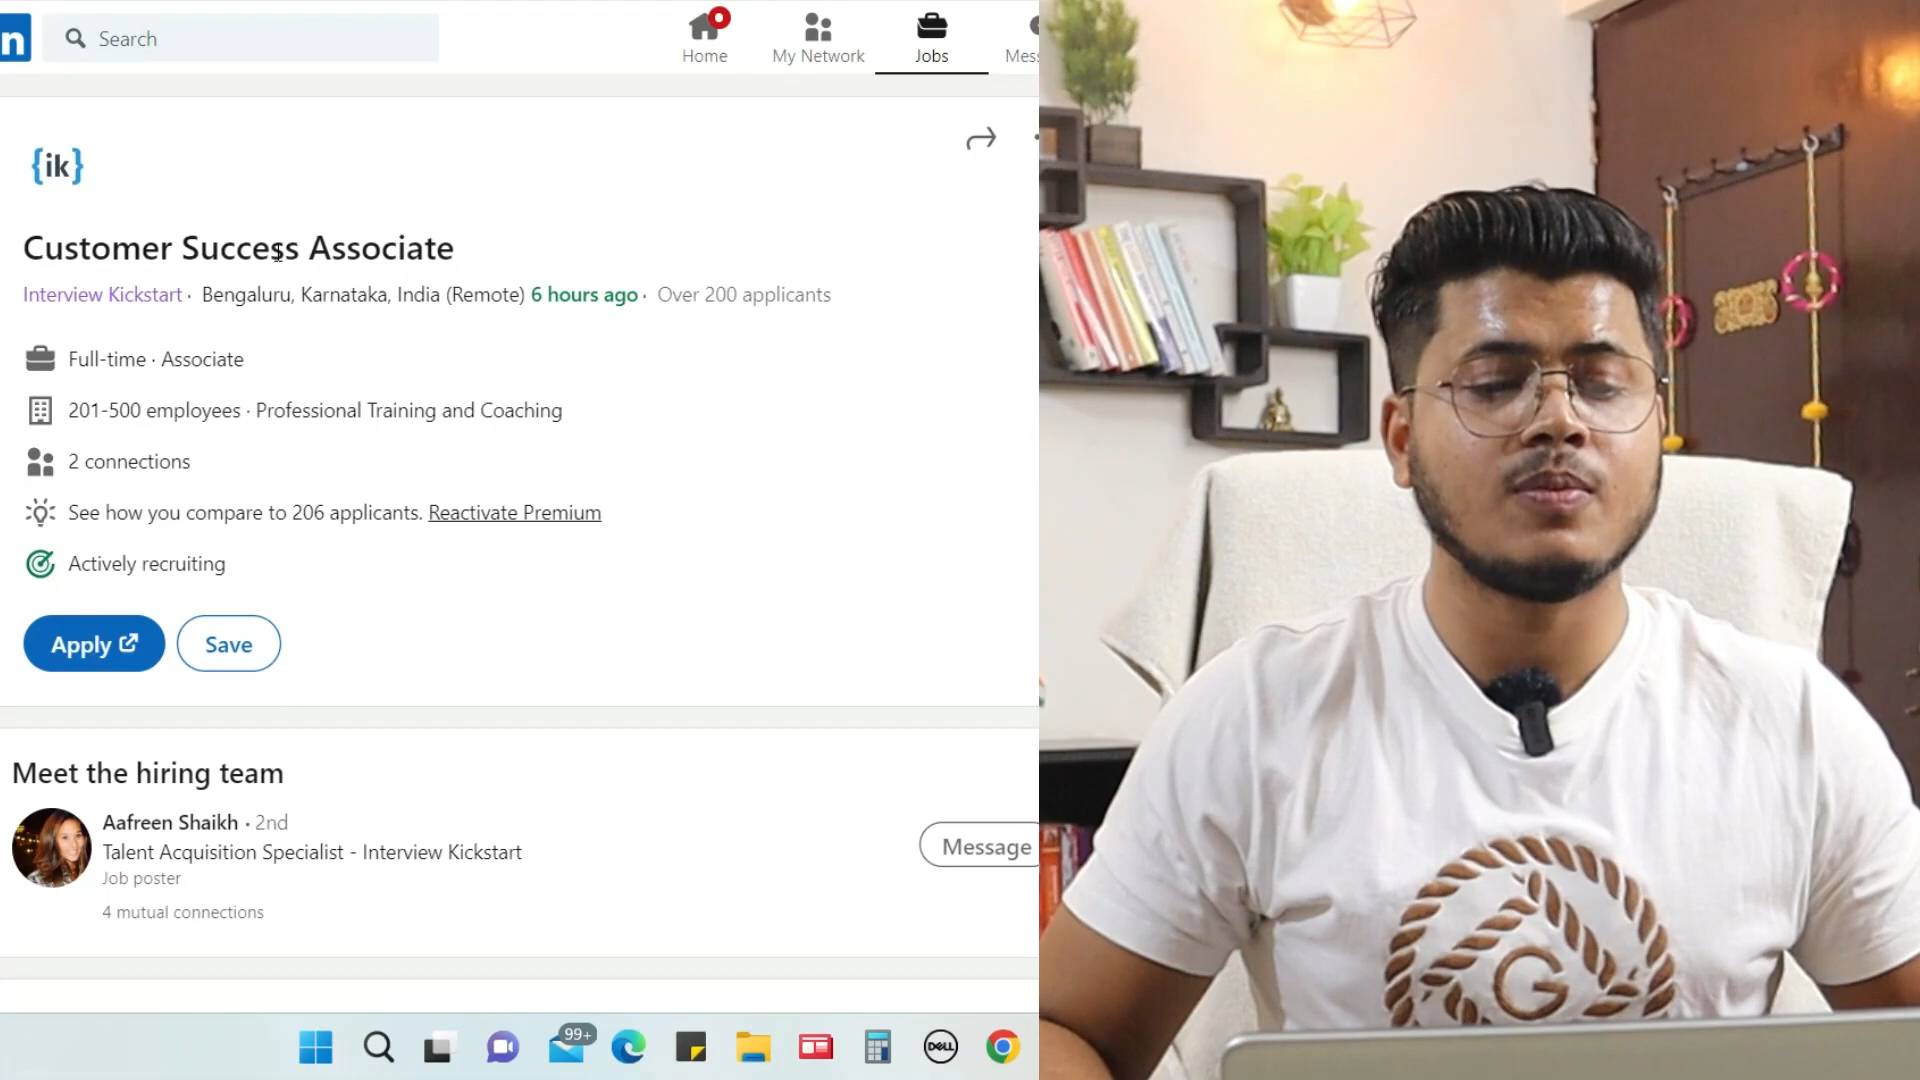 n
Search
Home
My Network
Jobs
Mess
{ik}
Customer Success Associate
Interview Kickstart · Bengaluru, Karnataka, India (Remote) 6 hours ago · Over 200 applicants
Full-time · Associate
201-500 employees · Professional Training and Coaching
2 connections
See how you compare to 206 applicants. Reactivate Premium
Actively recruiting
Apply
Save
Meet the hiring team
Aafreen Shaikh · 2nd
Talent Acquisition Specialist - Interview Kickstart
Job poster
4 mutual connections
Message
99+
DELL
G